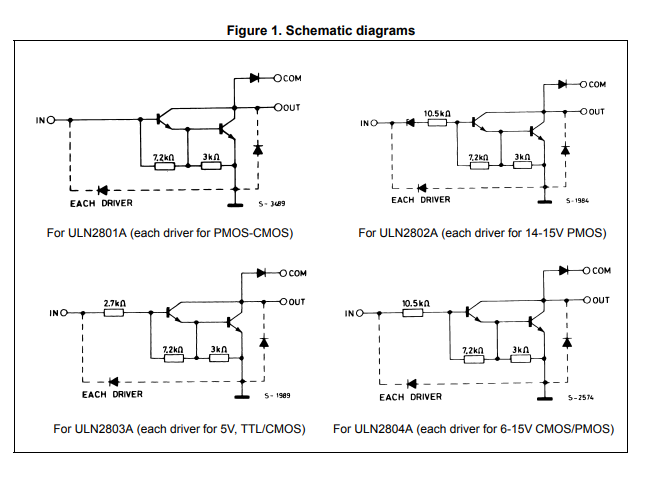 Figure 1. Schematic diagrams
COM
OUT
IN
7.2kΩ
3kΩ
EACH DRIVER
S - 3489
For ULN2801A (each driver for PMOS-CMOS)
COM
OUT
IN
10.5kΩ
7.2kΩ
3kΩ
EACH DRIVER
S - 1984
For ULN2802A (each driver for 14-15V PMOS)
COM
OUT
IN
2.7kΩ
7.2kΩ
3kΩ
EACH DRIVER
S - 1989
For ULN2803A (each driver for 5V, TTL/CMOS)
COM
OUT
IN
10.5kΩ
7.2kΩ
3kΩ
EACH DRIVER
S - 2574
For ULN2804A (each driver for 6-15V CMOS/PMOS)